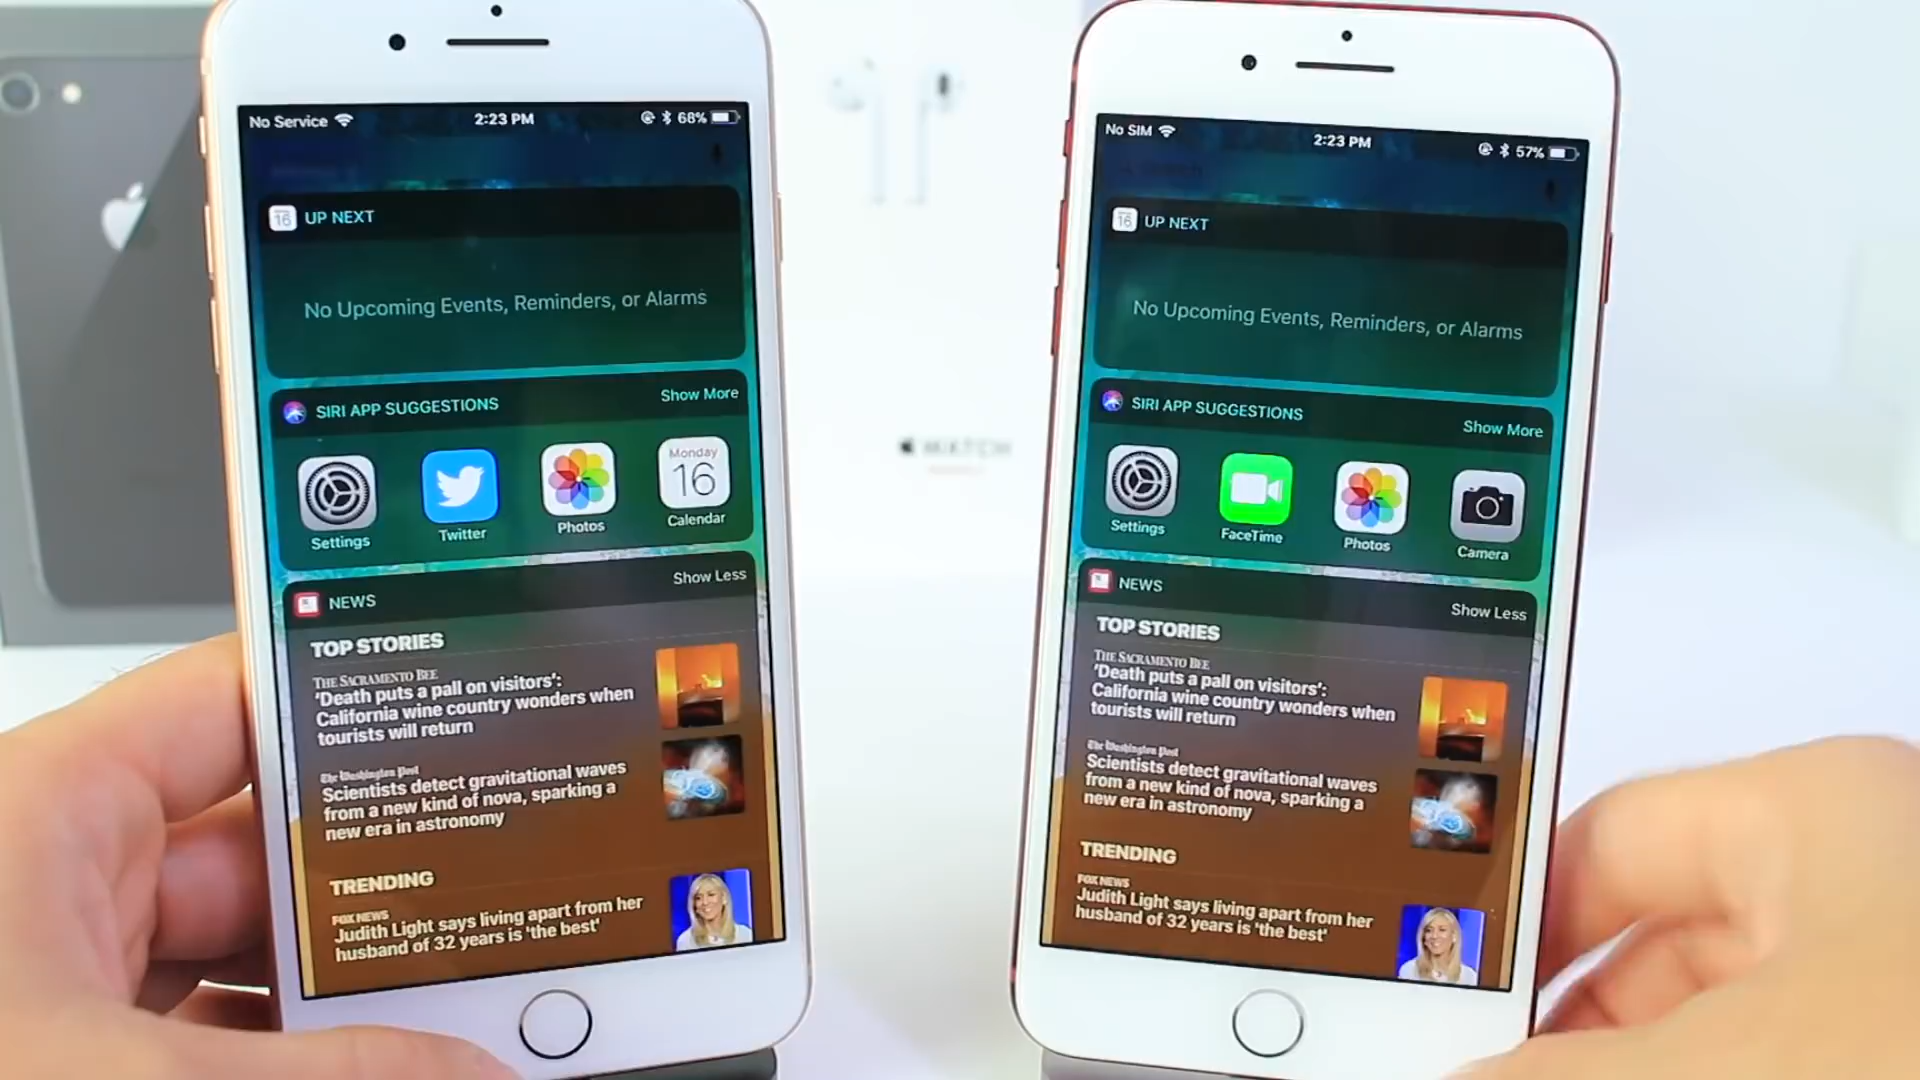 No Service
2:23 PM
68%
16
UP NEXT
No Upcoming Events, Reminders, or Alarms
SIRI APP SUGGESTIONS
Show More
Monday
16
Settings
Twitter
Photos
Calendar
NEWS
Show Less
TOP STORIES
THE SACRAMENTO BEE
'Death puts a pall on visitors':
California wine country wonders when
tourists will return
The Washington Post
Scientists detect gravitational waves
from a new kind of nova, sparking a
new era in astronomy
TRENDING
FOX NEWS
Judith Light says living apart from her
husband of 32 years is 'the best'
WATCH
No SIM
2:23 PM
57%
16
UP NEXT
No Upcoming Events, Reminders, or Alarms
SIRI APP SUGGESTIONS
Show More
Settings
FaceTime
Photos
Camera
NEWS
Show Less
TOP STORIES
THE SACRAMENTO BEE
'Death puts a pall on visitors':
California wine country wonders when
tourists will return
The Washington Post
Scientists detect gravitational waves
from a new kind of nova, sparking a
new era in astronomy
TRENDING
FOX NEWS
Judith Light says living apart from her
husband of 32 years is 'the best'